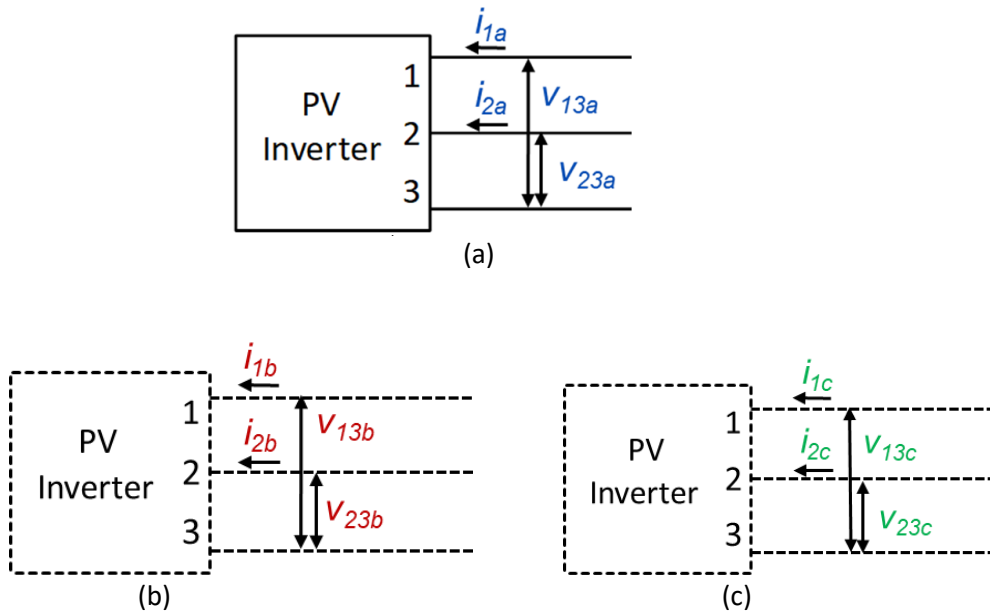 i1a
1
PV
Inverter
v13a
i2a
2
v23a
3
(a)
i1b
1
PV
Inverter
v13b
i2b
2
v23b
3
(b)
i1c
1
PV
Inverter
v13c
i2c
2
v23c
3
(c)